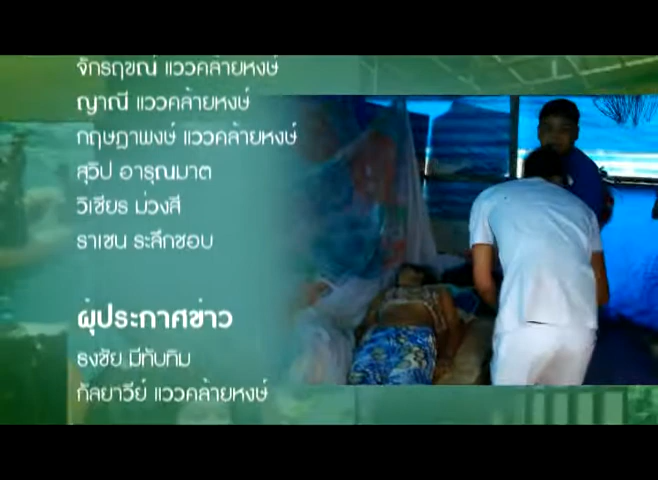 จักรฤขณ์ แววคล้ายหงษ์
ญาณี แววคล้ายหงษ์
กฤษฎาพงษ์ แววคล้ายหงษ์
สุวิป อารุณมาต
วิเชียร ม่วงสี
ราเชน ระลึกชอบ
ผู้ประกาศข่าว
ธงชัย มีทับทิม
กัลยาวีย์ แววคล้ายหงษ์